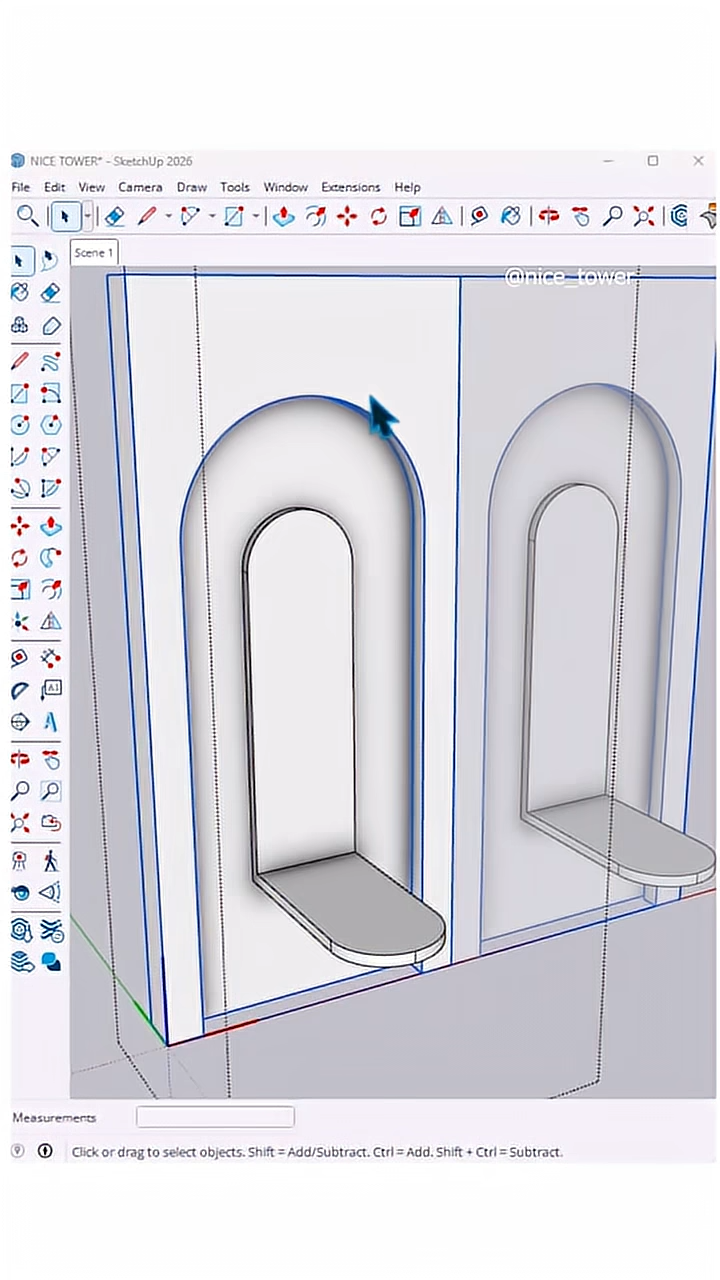 NICE TOWER* - SketchUp 2026
File Edit View Camera Draw Tools Window Extensions Help
Scene 1
@nice_tower
A1
A
Measurements
Click or drag to select objects. Shift = Add/Subtract. Ctrl = Add. Shift + Ctrl = Subtract.